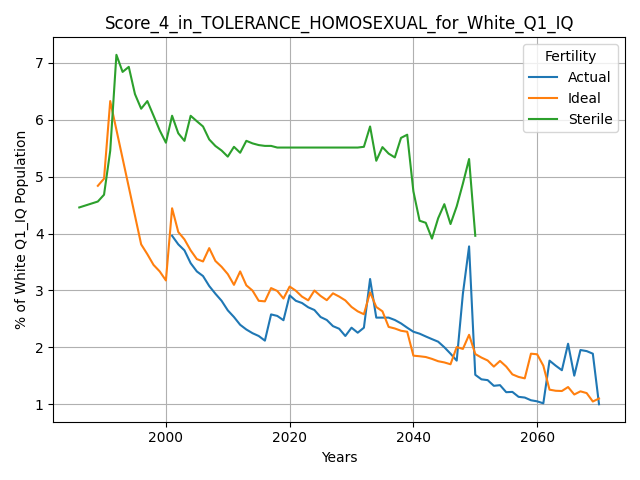 Score_4_in_TOLERANCE_HOMOSEXUAL_for_White_Q1_IQ
Fertility
Actual
Ideal
Sterile
% of White Q1_IQ Population
7
6
5
4
3
2
1
2000 2020 2040 2060
Years